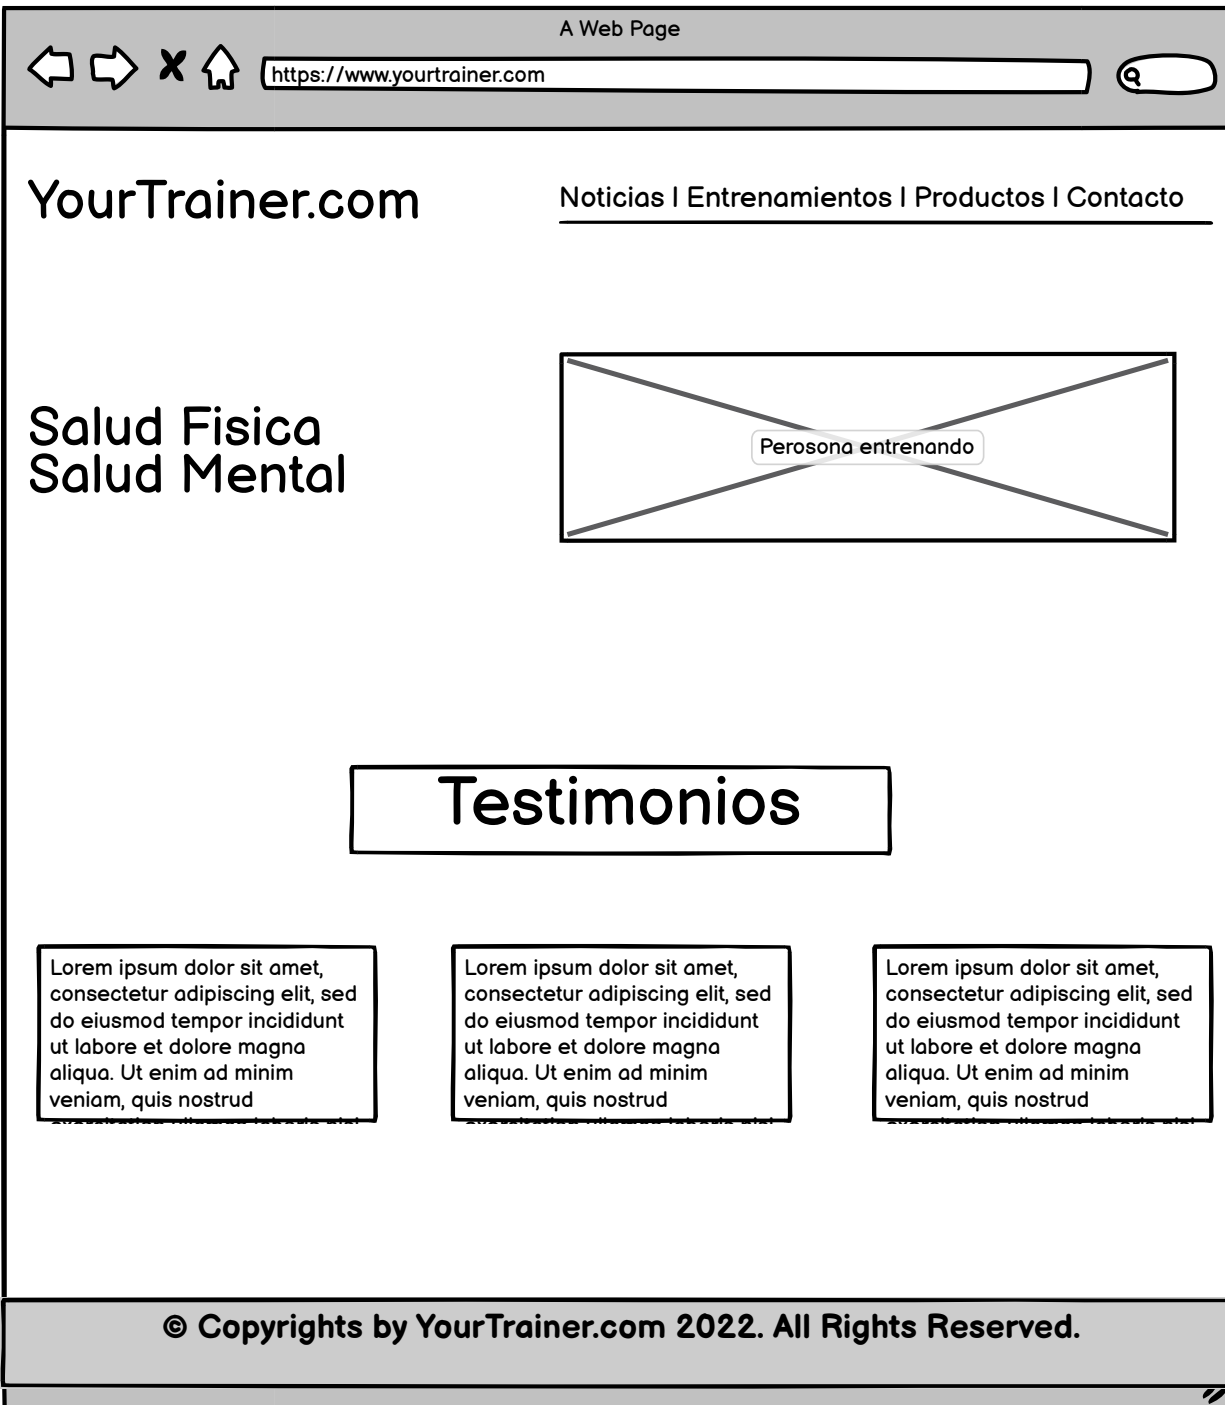 A Web Page
https://www.yourtrainer.com
YourTrainer.com
Noticias | Entrenamientos | Productos | Contacto
Salud Fisica
Salud Mental
Perosona entrenando
Testimonios
Lorem ipsum dolor sit amet,
consectetur adipiscing elit, sed
do eiusmod tempor incididunt
ut labore et dolore magna
aliqua. Ut enim ad minim
veniam, quis nostrud
Lorem ipsum dolor sit amet,
consectetur adipiscing elit, sed
do eiusmod tempor incididunt
ut labore et dolore magna
aliqua. Ut enim ad minim
veniam, quis nostrud
Lorem ipsum dolor sit amet,
consectetur adipiscing elit, sed
do eiusmod tempor incididunt
ut labore et dolore magna
aliqua. Ut enim ad minim
veniam, quis nostrud
© Copyrights by YourTrainer.com 2022. All Rights Reserved.